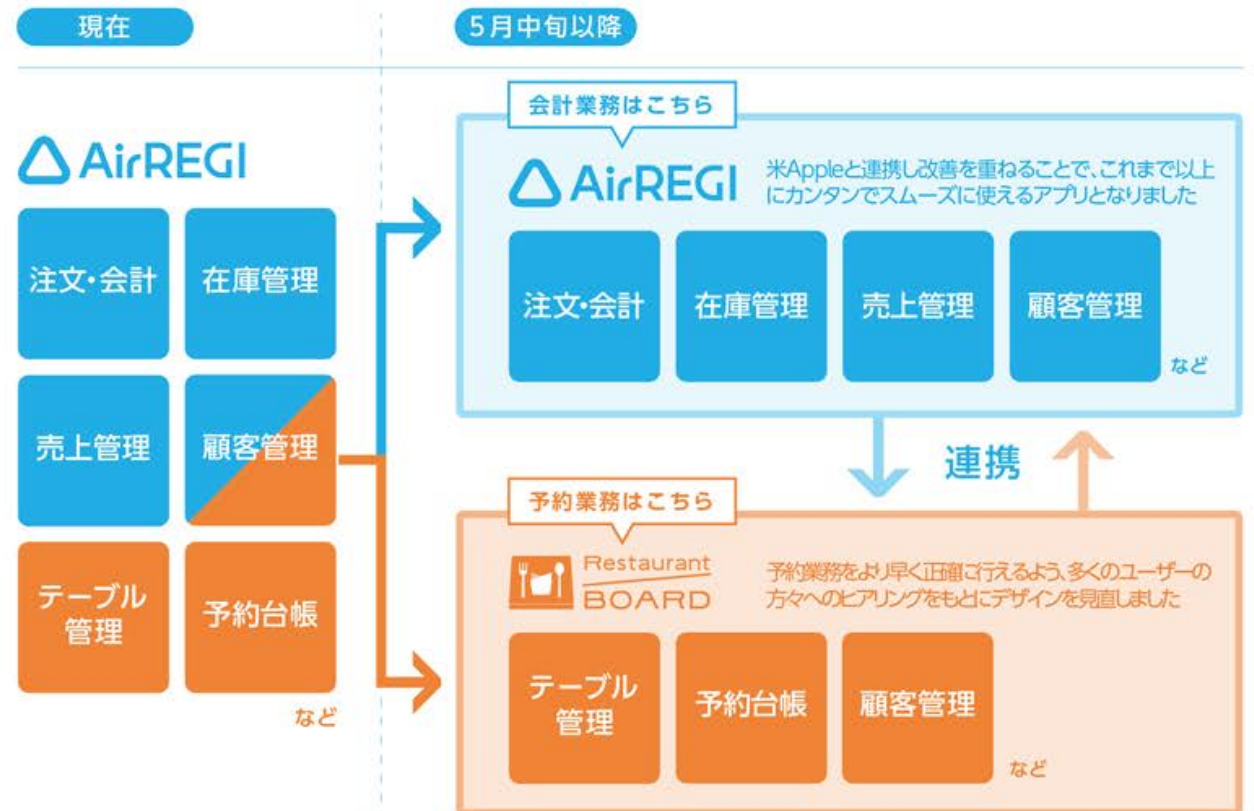 現在
5月中旬以降
AirREGI
注文・会計
在庫管理
売上管理
顧客管理
テーブル
管理
予約台帳
など
会計業務はこちら
AirREGI
米Appleと連携し改善を重ねることで、これまで以上
にカンタンでスムーズに使えるアプリとなりました
注文・会計
在庫管理
売上管理
顧客管理
など
連携
予約業務はこちら
Restaurant
BOARD
予約業務をより早く正確に行えるよう、多くのユーザーの
方々へのヒアリングをもとにデザインを見直しました
テーブル
管理
予約台帳
顧客管理
など